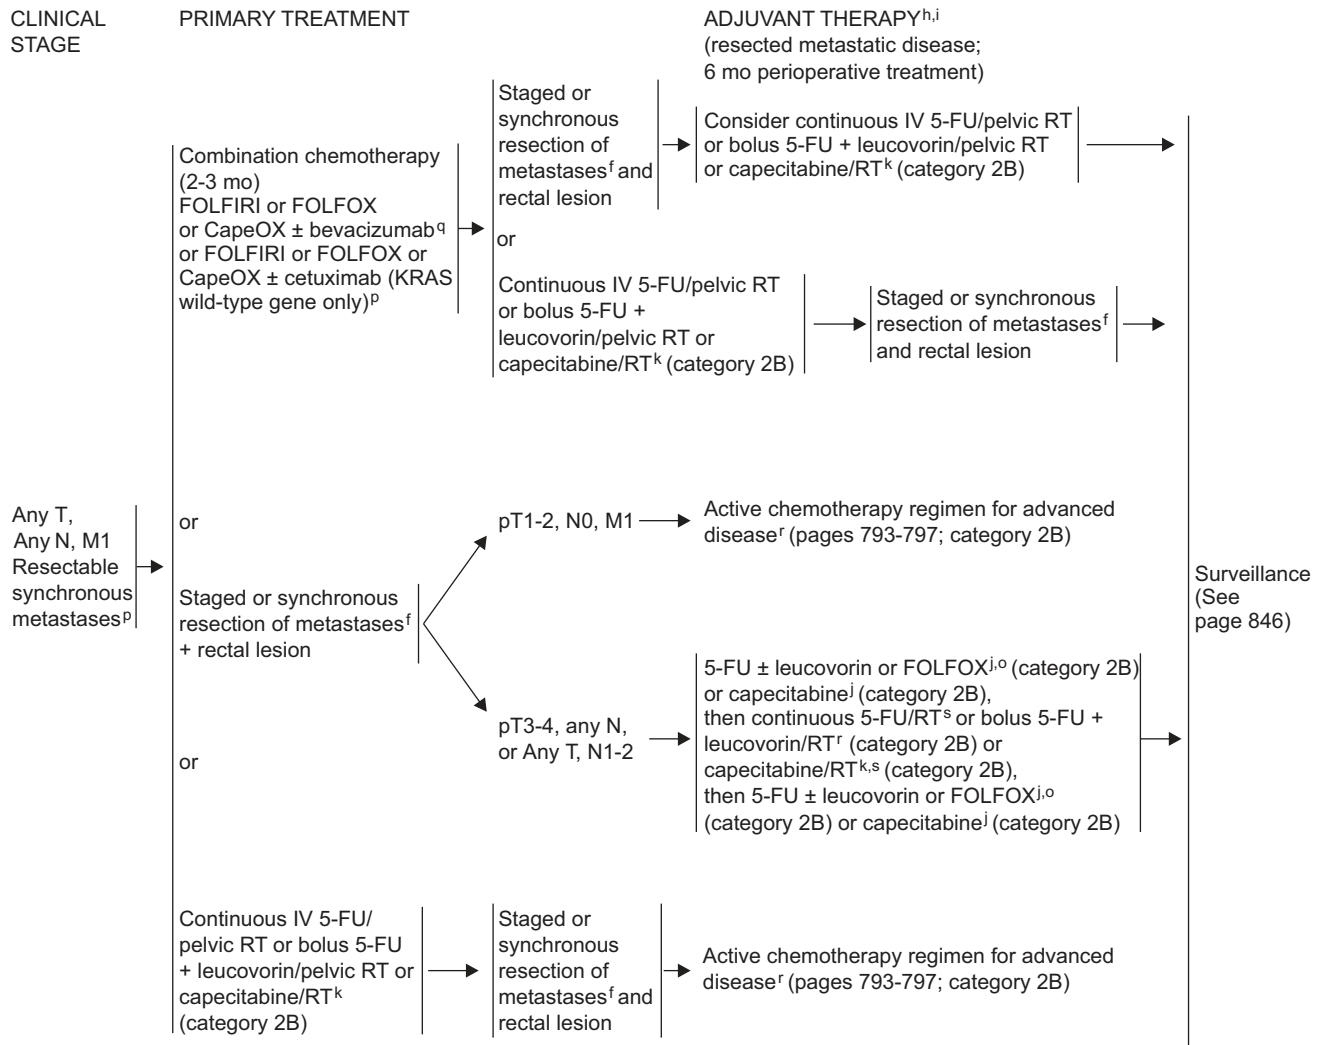 CLINICAL
STAGE
PRIMARY TREATMENT
ADJUVANT THERAPYh,i
(resected metastatic disease;
6 mo perioperative treatment)
Combination chemotherapy
(2-3 mo)
FOLFIRI or FOLFOX
or CapeOX ± bevacizumabq
or FOLFIRI or FOLFOX or
CapeOX ± cetuximab (KRAS
wild-type gene only)p
Staged or
synchronous
resection of
metastasesf and
rectal lesion
Consider continuous IV 5-FU/pelvic RT
or bolus 5-FU + leucovorin/pelvic RT
or capecitabine/RTk (category 2B)
or
Continuous IV 5-FU/pelvic RT
or bolus 5-FU +
leucovorin/pelvic RT or
capecitabine/RTk (category 2B)
Staged or synchronous
resection of metastasesf
and rectal lesion
Any T,
Any N, M1
Resectable
synchronous
metastasesp
or
Staged or synchronous
resection of metastasesf
+ rectal lesion
pT1-2, N0, M1
Active chemotherapy regimen for advanced
diseaser (pages 793-797; category 2B)
pT3-4, any N,
or Any T, N1-2
5-FU ± leucovorin or FOLFOXj,o (category 2B)
or capecitabinej (category 2B),
then continuous 5-FU/RTs or bolus 5-FU +
leucovorin/RTr (category 2B) or
capecitabine/RTk,s (category 2B),
then 5-FU ± leucovorin or FOLFOXj,o
(category 2B) or capecitabinej (category 2B)
Surveillance
(See
page 846)
or
Continuous IV 5-FU/
pelvic RT or bolus 5-FU
+ leucovorin/pelvic RT or
capecitabine/RTk
(category 2B)
Staged or
synchronous
resection of
metastasesf and
rectal lesion
Active chemotherapy regimen for advanced
diseaser (pages 793-797; category 2B)